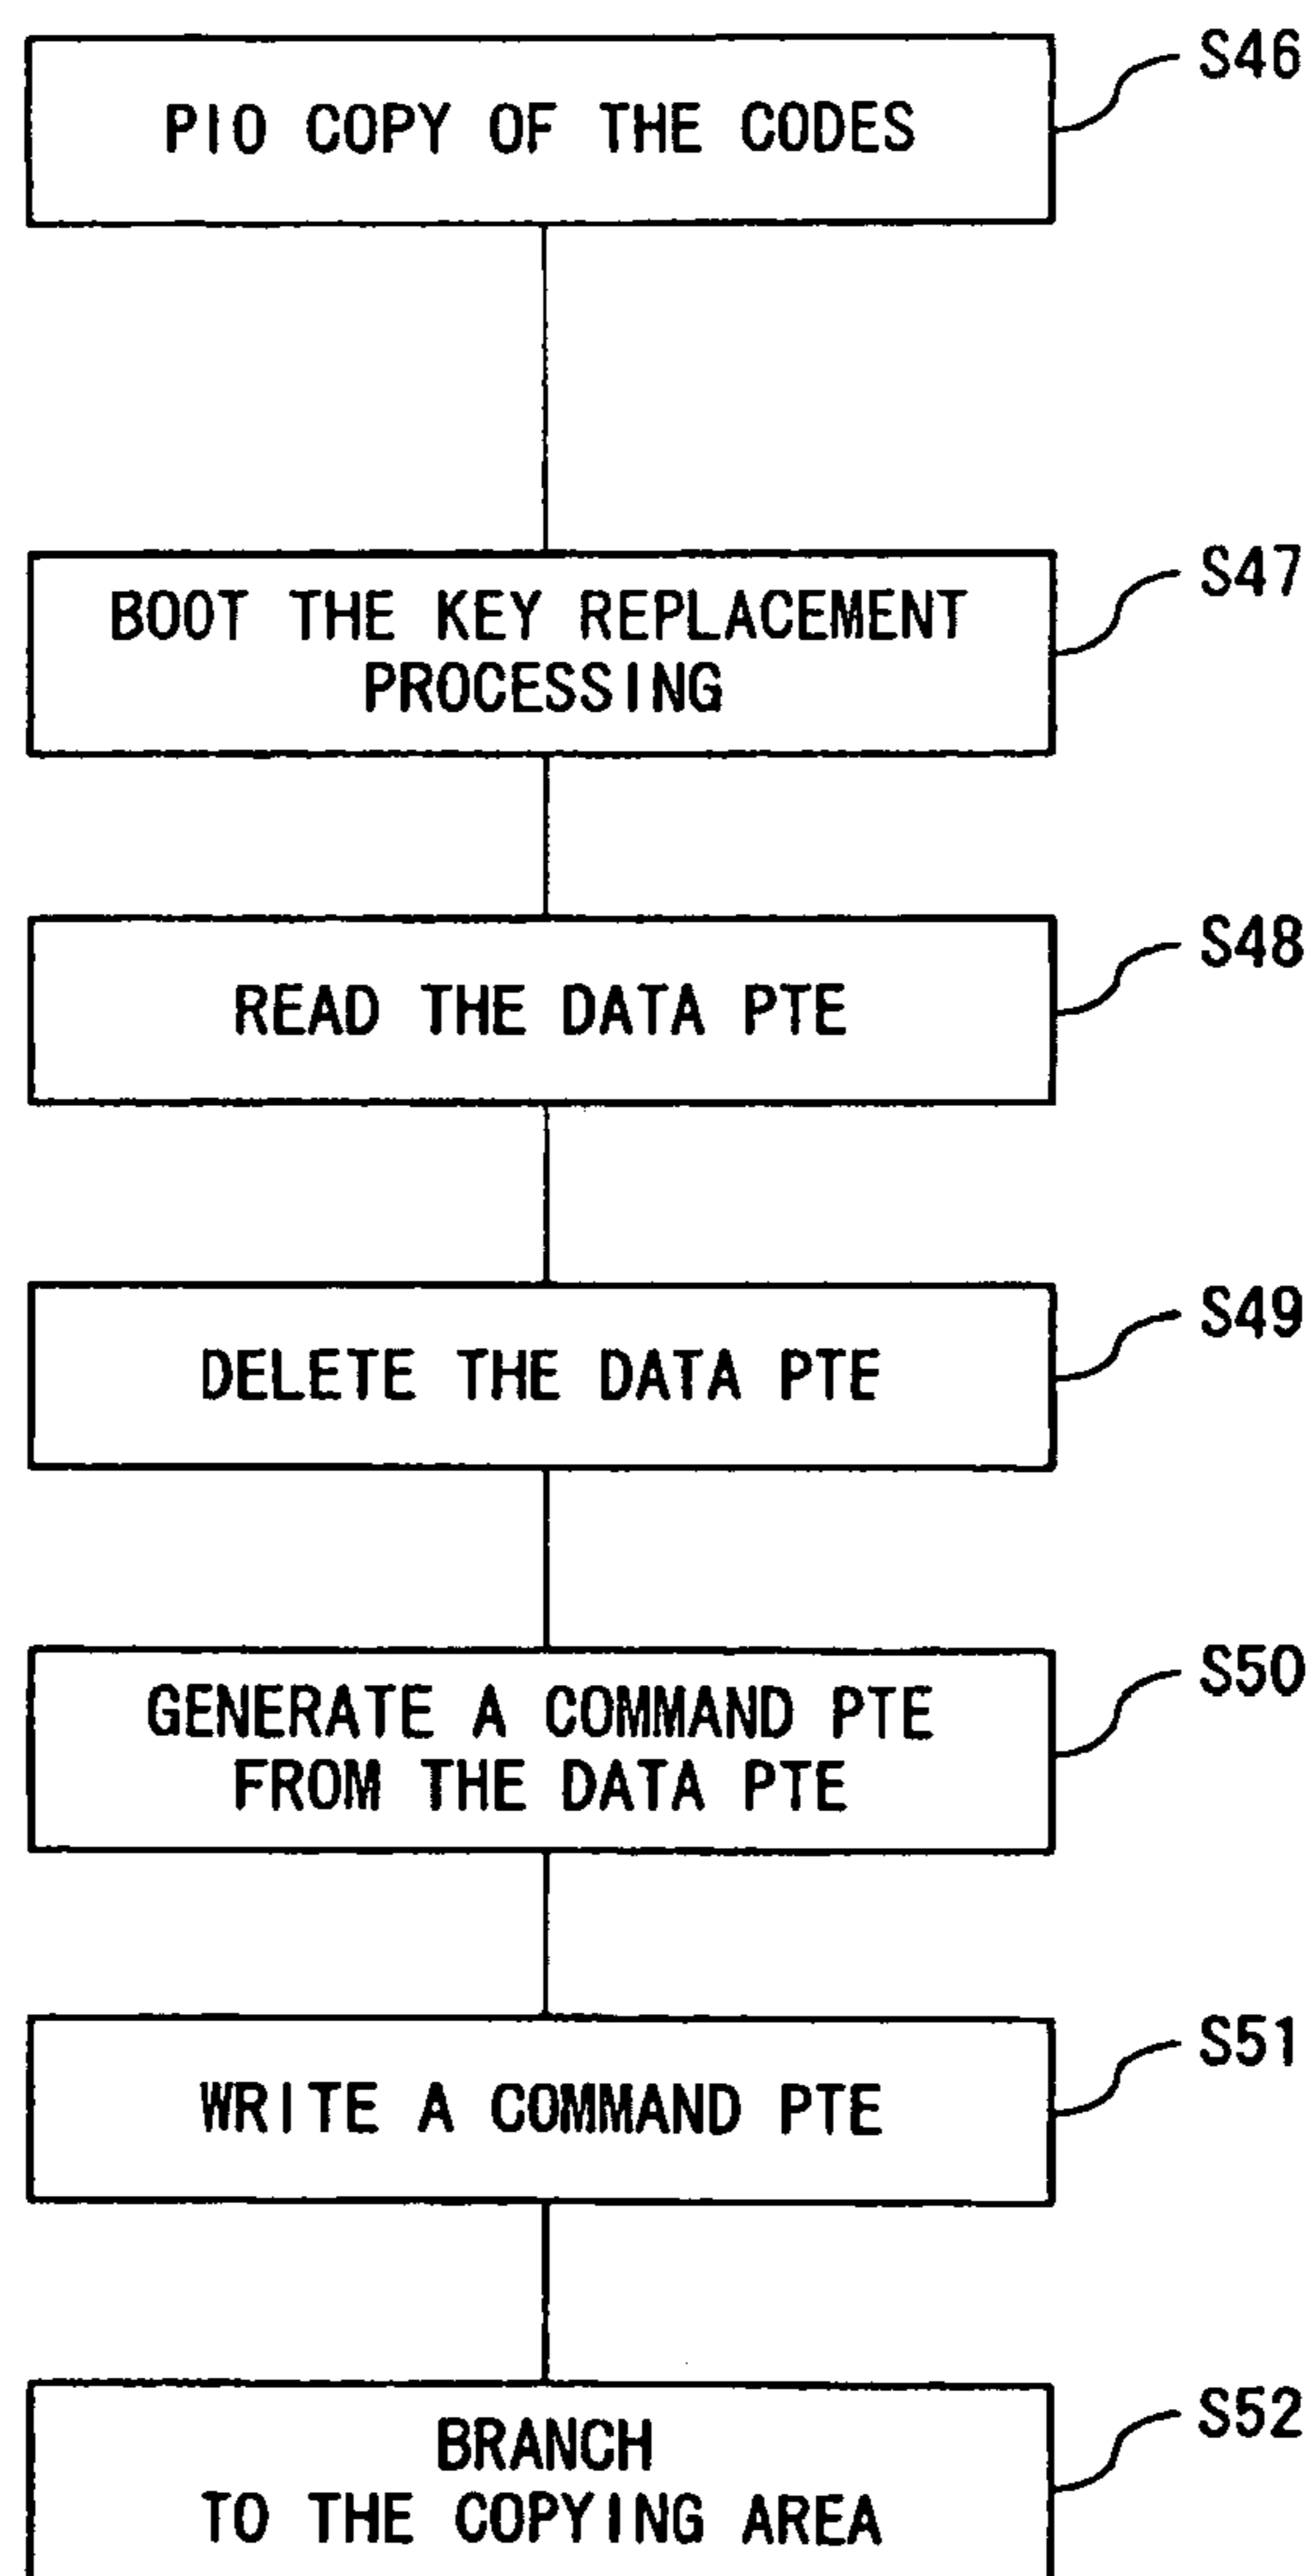 S46
PIO COPY OF THE CODES
S47
BOOT THE KEY REPLACEMENT
PROCESSING
S48
READ THE DATA PTE
S49
DELETE THE DATA PTE
S50
GENERATE A COMMAND PTE
FROM THE DATA PTE
S51
WRITE A COMMAND PTE
S52
BRANCH
TO THE COPYING AREA